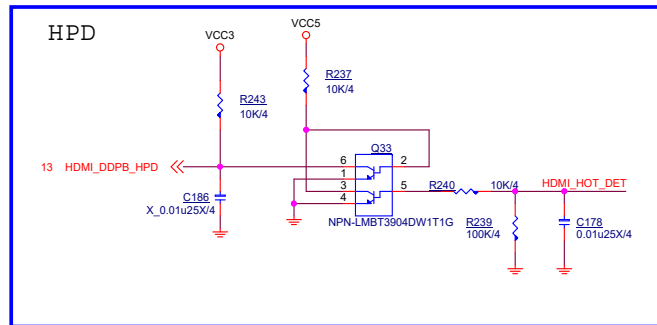 HPD
VCC3
VCC5
R243
10K/4
R237
10K/4
Q33
13 HDMI_DDPB_HPD
6
1
3
4
2
5
R240
10K/4
HDMI_HOT_DET
C186
X_0.01u25X/4
NPN-LMBT3904DW1T1G
R239
100K/4
C178
0.01u25X/4